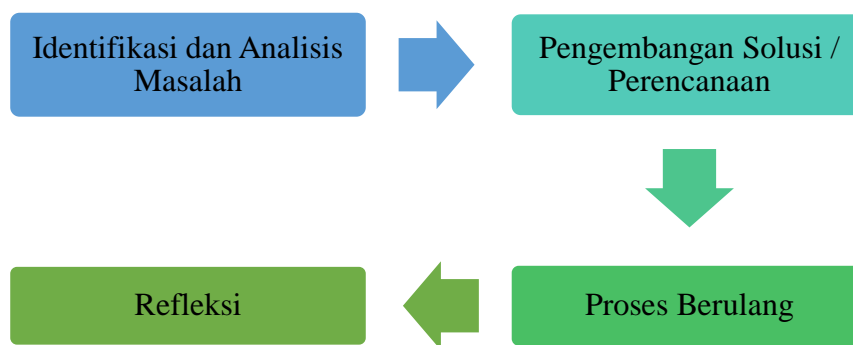 Identifikasi dan Analisis
Masalah
Pengembangan Solusi /
Perencanaan
Proses Berulang
Refleksi